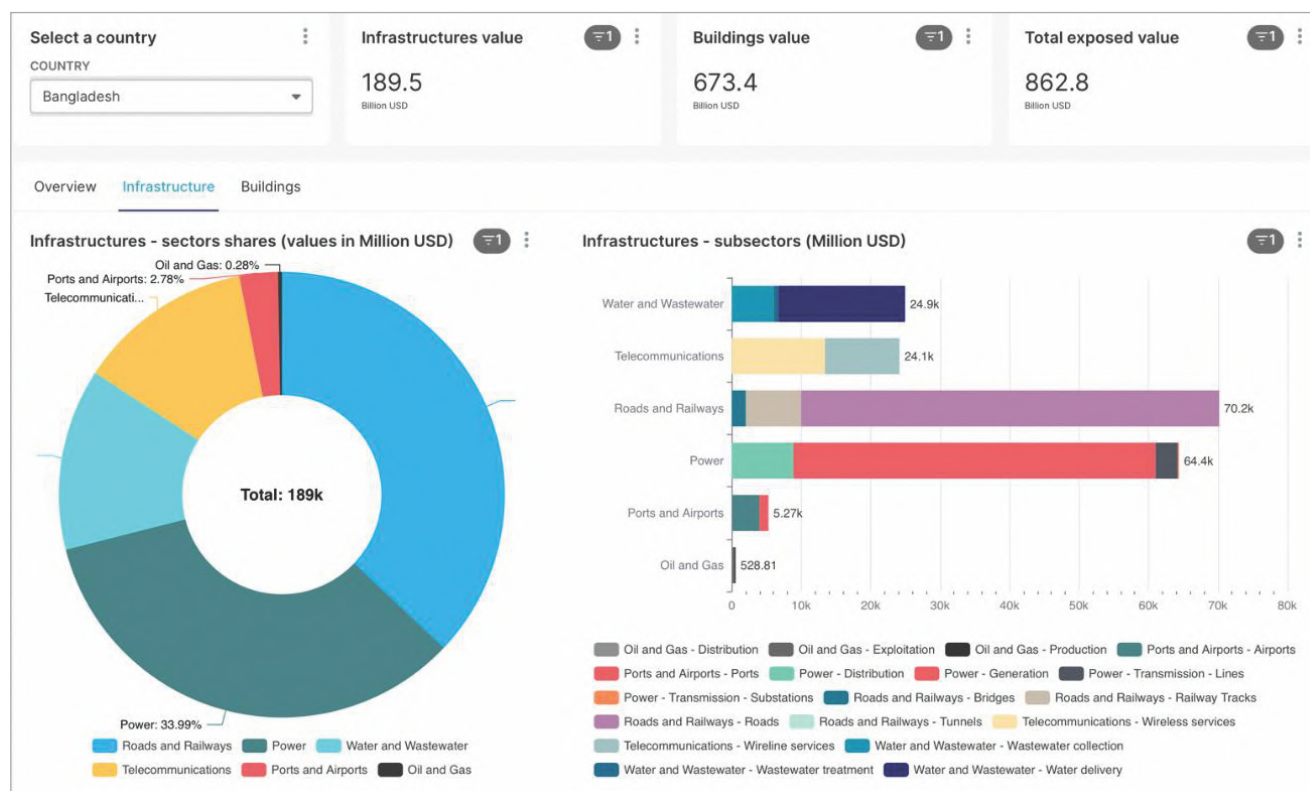 Select a country
COUNTRY
Bangladesh
Infrastructures value
1
189.5
Billion USD
Buildings value
1
673.4
Billion USD
Total exposed value
1
862.8
Billion USD
Overview Infrastructure Buildings
Infrastructures - sectors shares (values in Million USD) 1
Oil and Gas: 0.28%
Ports and Airports: 2.78%
Telecommunicati...
Total: 189k
Power: 33.99%
Roads and Railways Power Water and Wastewater
Telecommunications Ports and Airports Oil and Gas
Infrastructures - subsectors (Million USD) 1
Water and Wastewater 24.9k
Telecommunications 24.1k
Roads and Railways 70.2k
Power 64.4k
Ports and Airports 5.27k
Oil and Gas 528.81
0 10k 20k 30k 40k 50k 60k 70k 80k
Oil and Gas - Distribution Oil and Gas - Exploitation Oil and Gas - Production Ports and Airports - Airports
Ports and Airports - Ports Power - Distribution Power - Generation Power - Transmission - Lines
Power - Transmission - Substations Roads and Railways - Bridges Roads and Railways - Railway Tracks
Roads and Railways - Roads Roads and Railways - Tunnels Telecommunications - Wireless services
Telecommunications - Wireline services Water and Wastewater - Wastewater collection
Water and Wastewater - Wastewater treatment Water and Wastewater - Water delivery